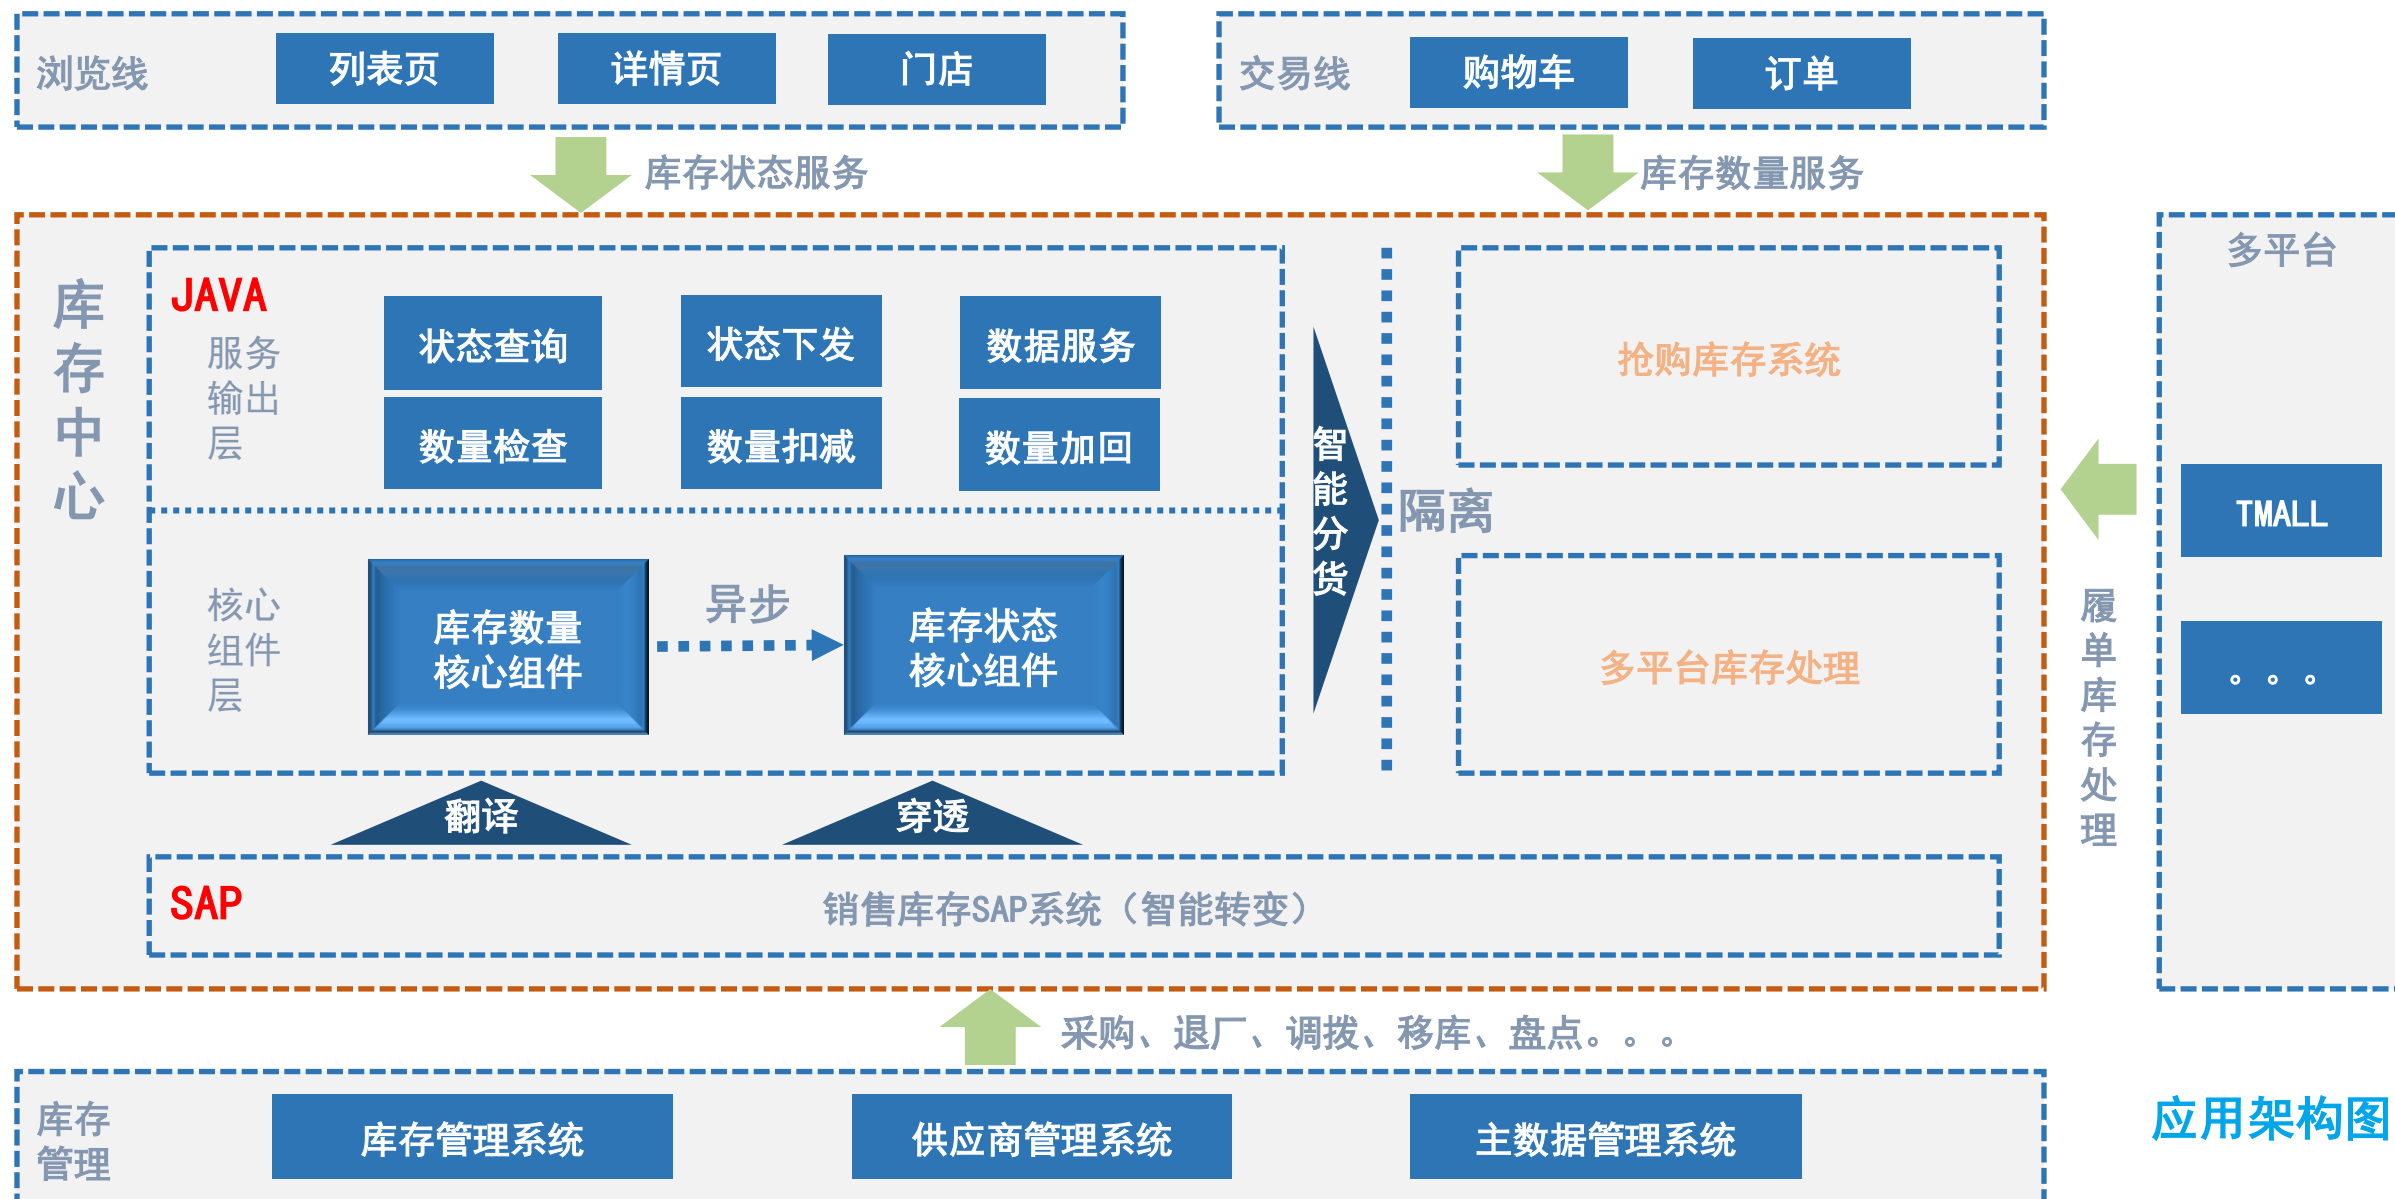 浏览线
列表页
详情页
门店
交易线
购物车
订单
库存状态服务
库存数量服务
库存中心
JAVA
服务
输出
层
状态查询
状态下发
数据服务
数量检查
数量扣减
数量加回
核心
组件
层
库存数量
核心组件
异步
库存状态
核心组件
智能分货
隔离
抢购库存系统
多平台库存处理
翻译
穿透
SAP
销售库存SAP系统（智能转变）
多平台
TMALL
。。。
履单库存处理
采购、退厂、调拨、移库、盘点。。。
库存
管理
库存管理系统
供应商管理系统
主数据管理系统
应用架构图